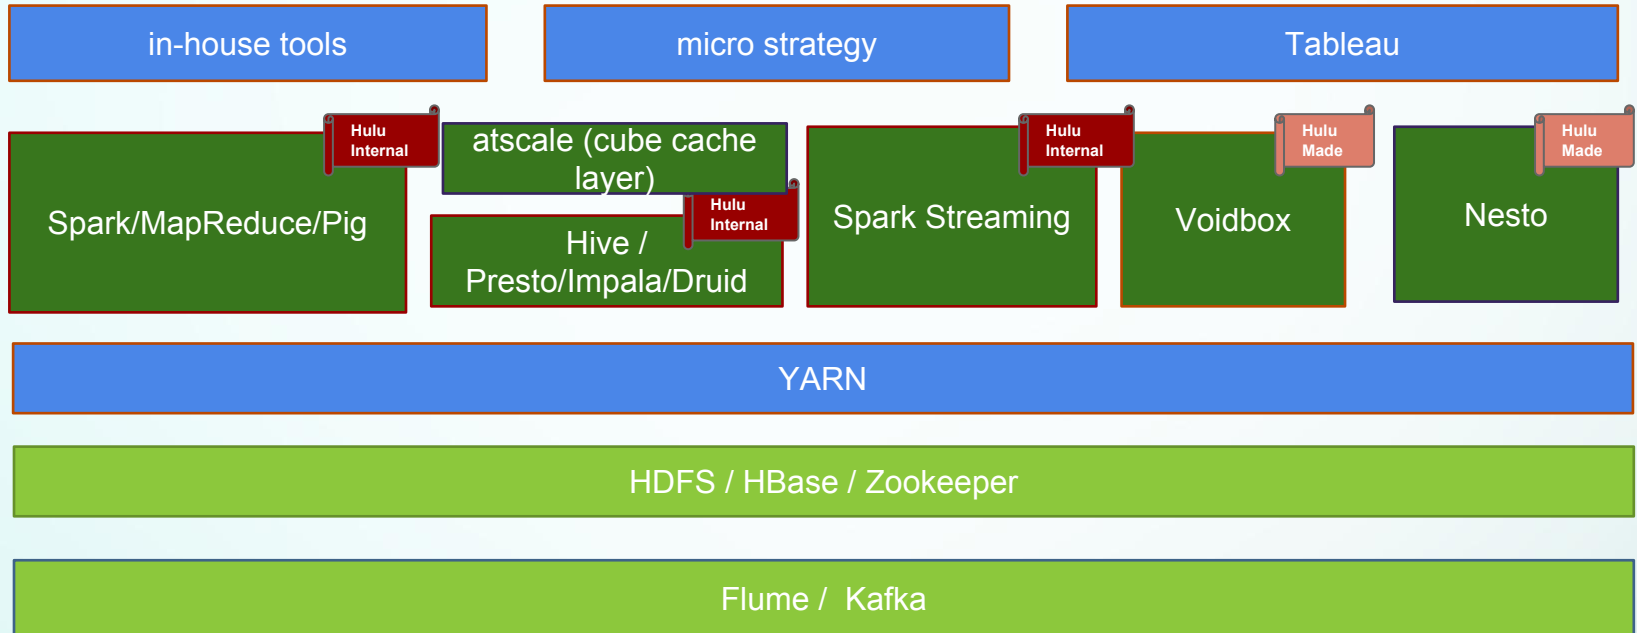 in-house tools
micro strategy
Tableau
Hulu
Internal
Spark/MapReduce/Pig
atscale (cube cache
layer)
Hulu
Internal
Hive /
Presto/Impala/Druid
Hulu
Internal
Spark Streaming
Hulu
Made
Voidbox
Hulu
Made
Nesto
YARN
HDFS / HBase / Zookeeper
Flume / Kafka